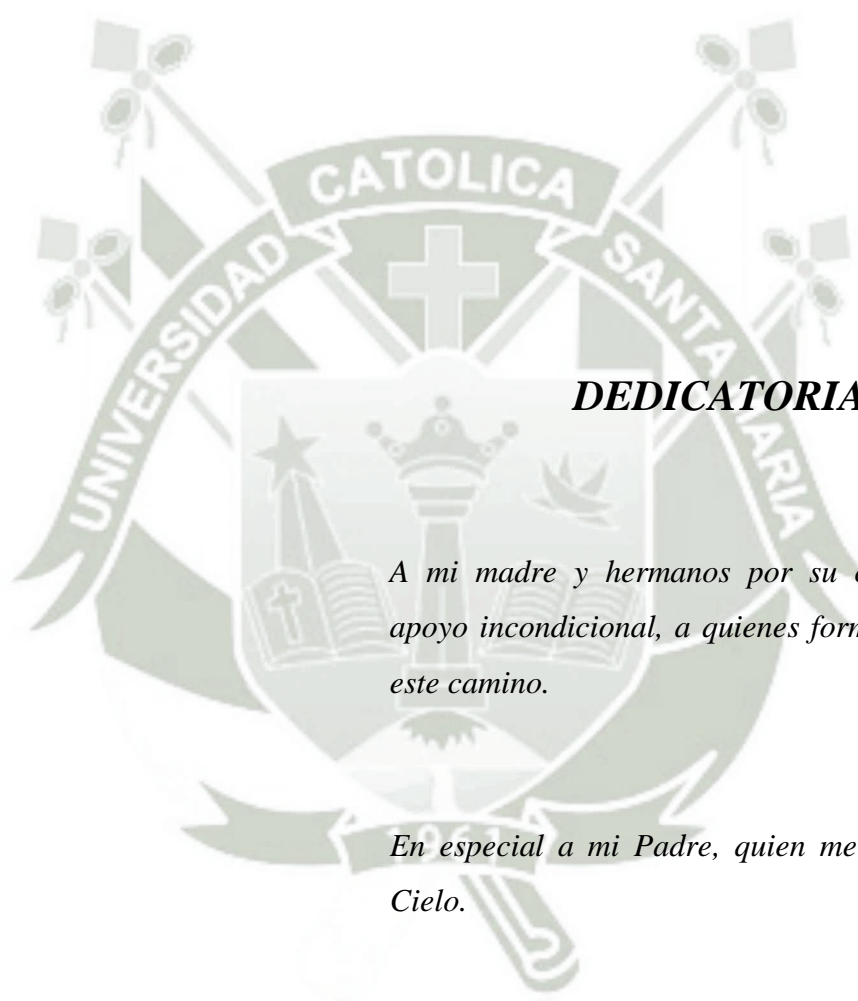 UNIVERSIDAD CATOLICA SANTA MARIA
DEDICATORIA
A mi madre y hermanos por su
apoyo incondicional, a quienes
este camino.
1961
En especial a mi Padre, quien me
Cielo.